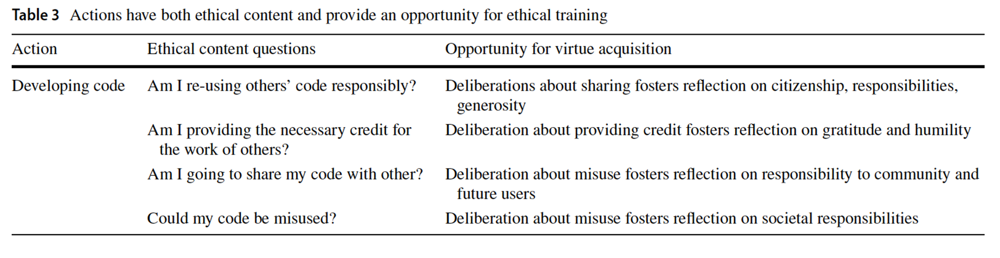 Table 3 Actions have both ethical content and provide an opportunity for ethical training
Action Ethical content questions Opportunity for virtue acquisition
Developing code Am I re-using others’ code responsibly? Deliberations about sharing fosters reflection on citizenship, responsibilities,
generosity
Am I providing the necessary credit for Deliberation about providing credit fosters reflection on gratitude and humility
the work of others?
Am I going to share my code with other? Deliberation about misuse fosters reflection on responsibility to community and
future users
Could my code be misused? Deliberation about misuse fosters reflection on societal responsibilities